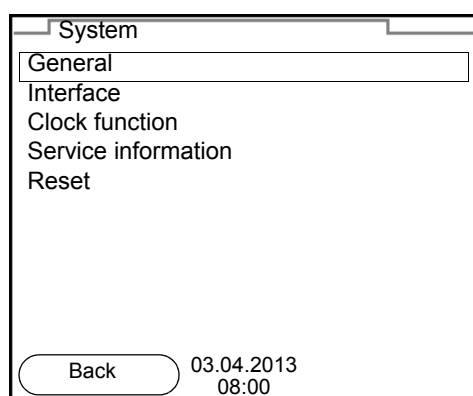 System
General
Interface
Clock function
Service information
Reset
Back
03.04.2013
08:00